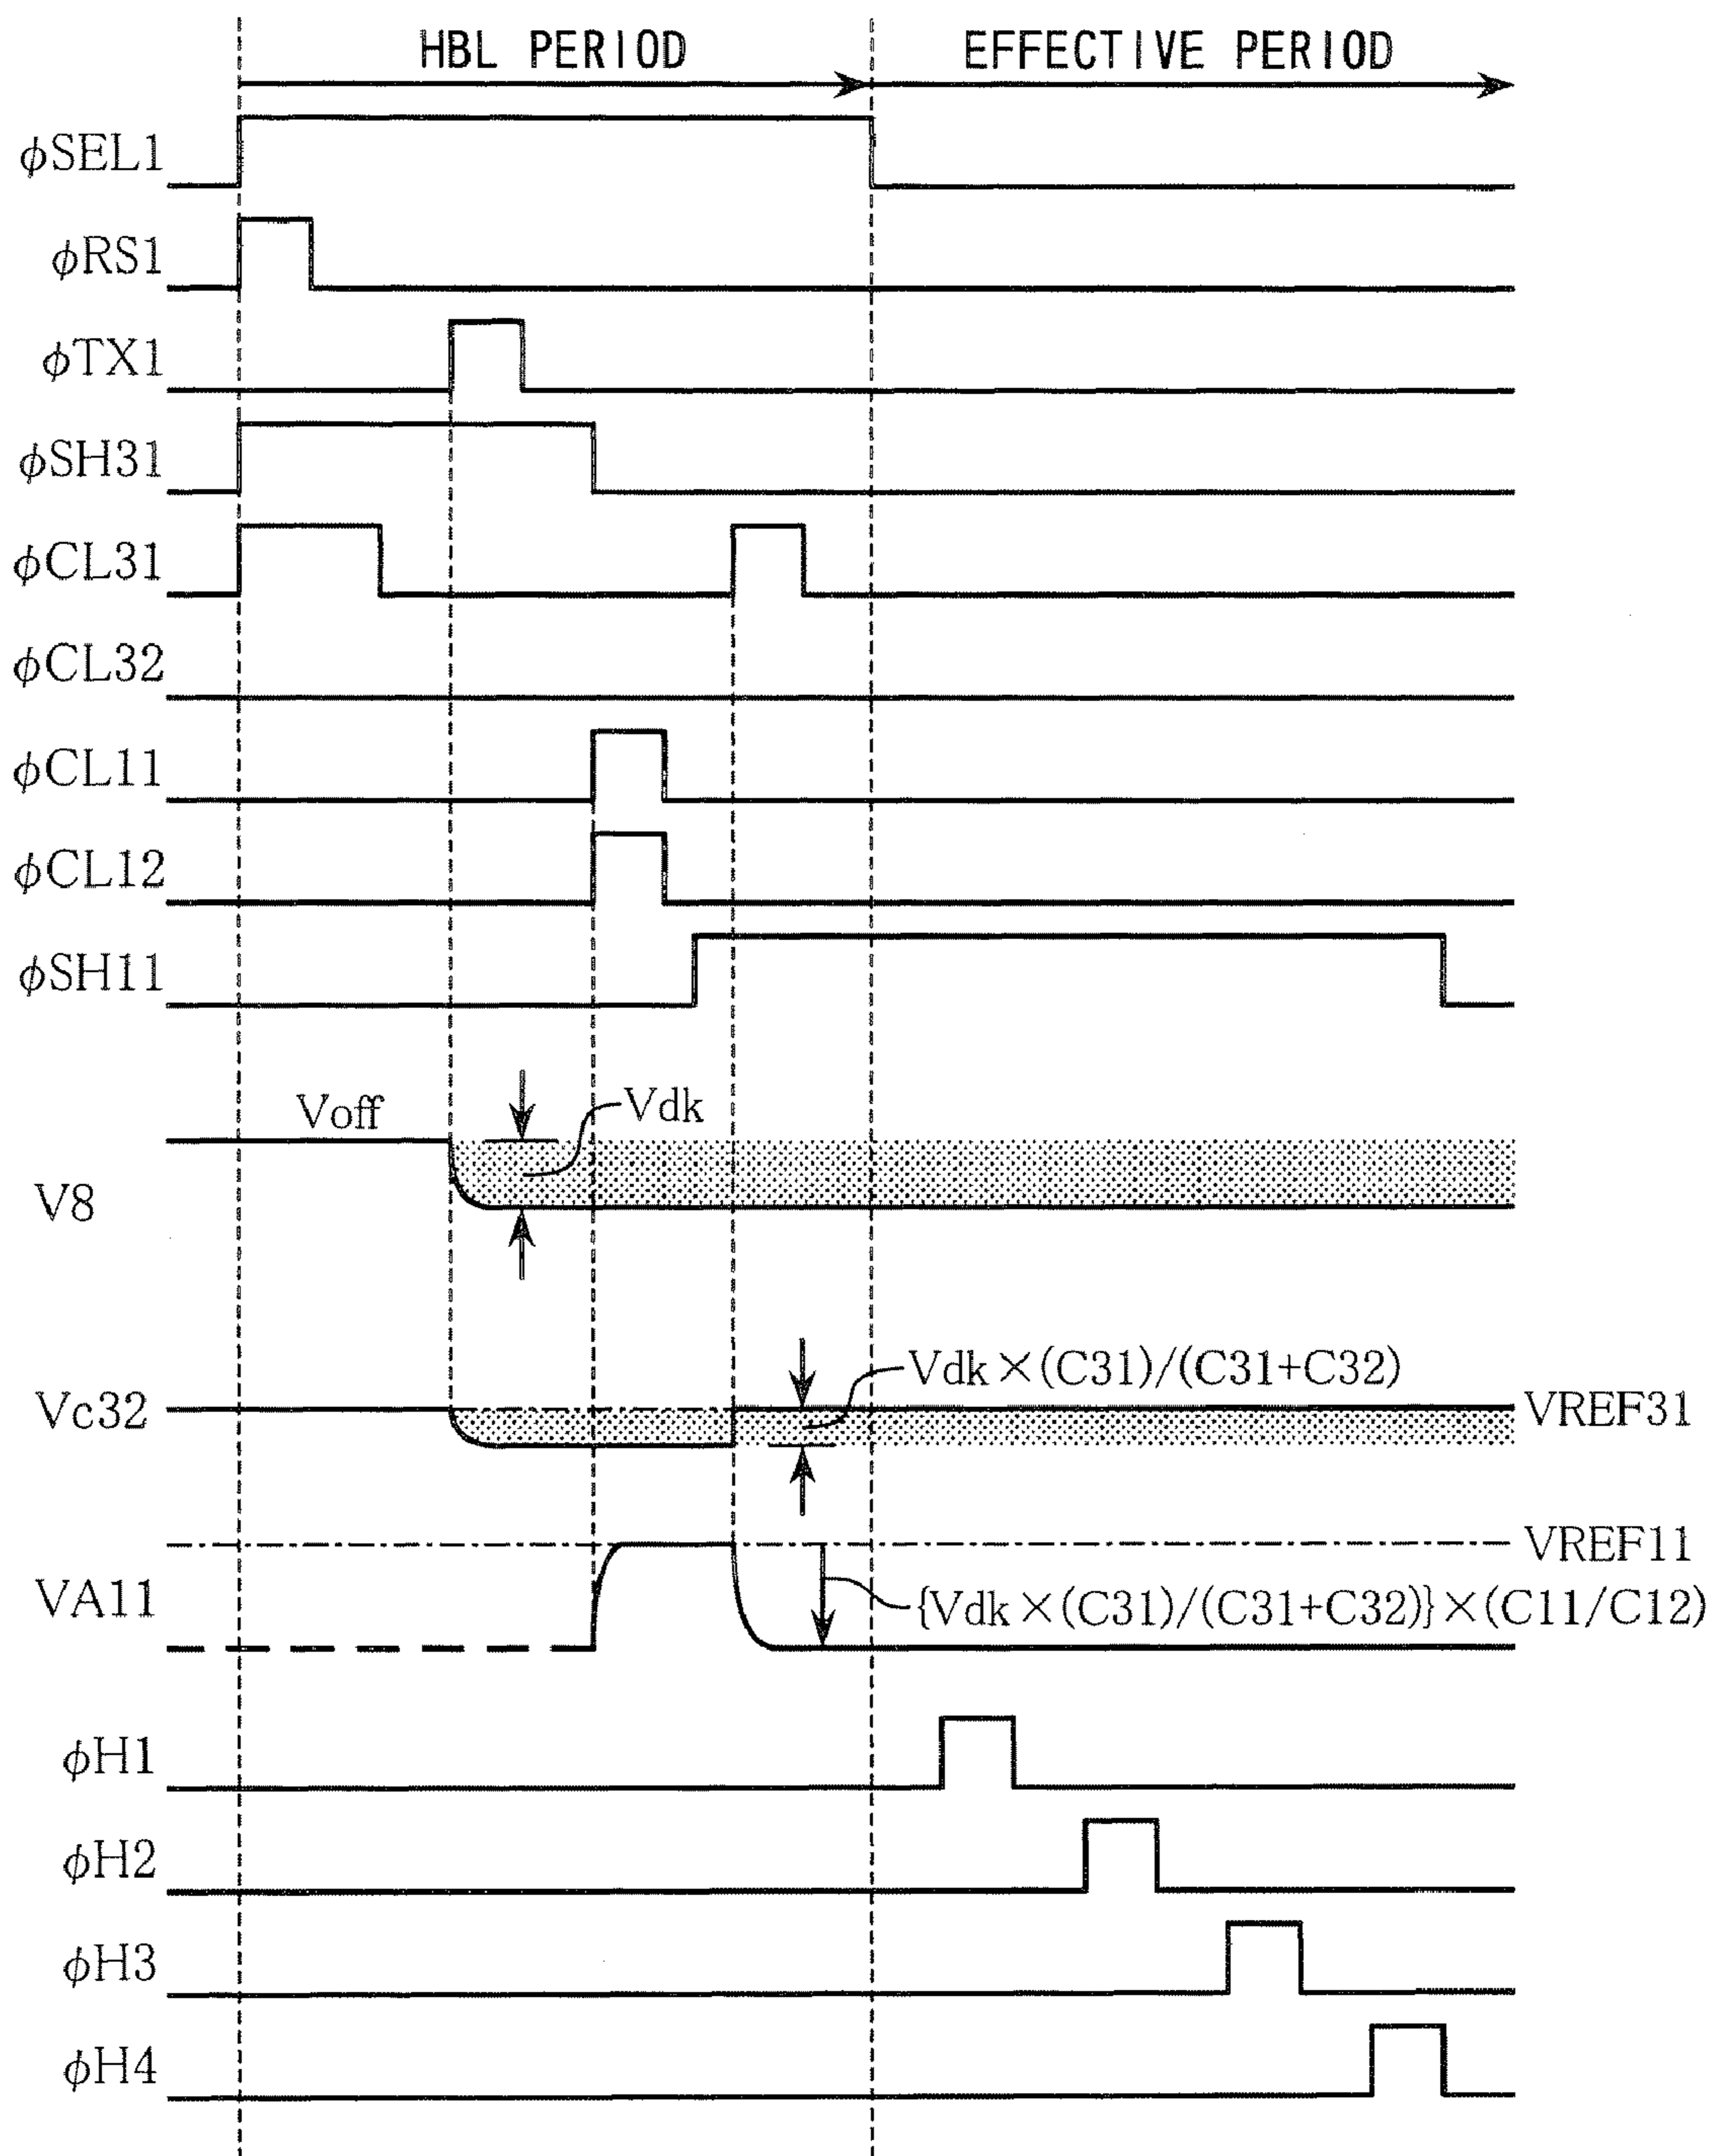 HBL PERIOD EFFECTIVE PERIOD
φSEL1
φRS1
φTX1
φSH31
φCL31
φCL32
φCL11
φCL12
φSH11
Voff Vdk
V8
Vdk×(C31)/(C31+C32)
Vc32 VREF31
VREF11
VA11 {Vdk×(C31)/(C31+C32)}×(C11/C12)
φH1
φH2
φH3
φH4